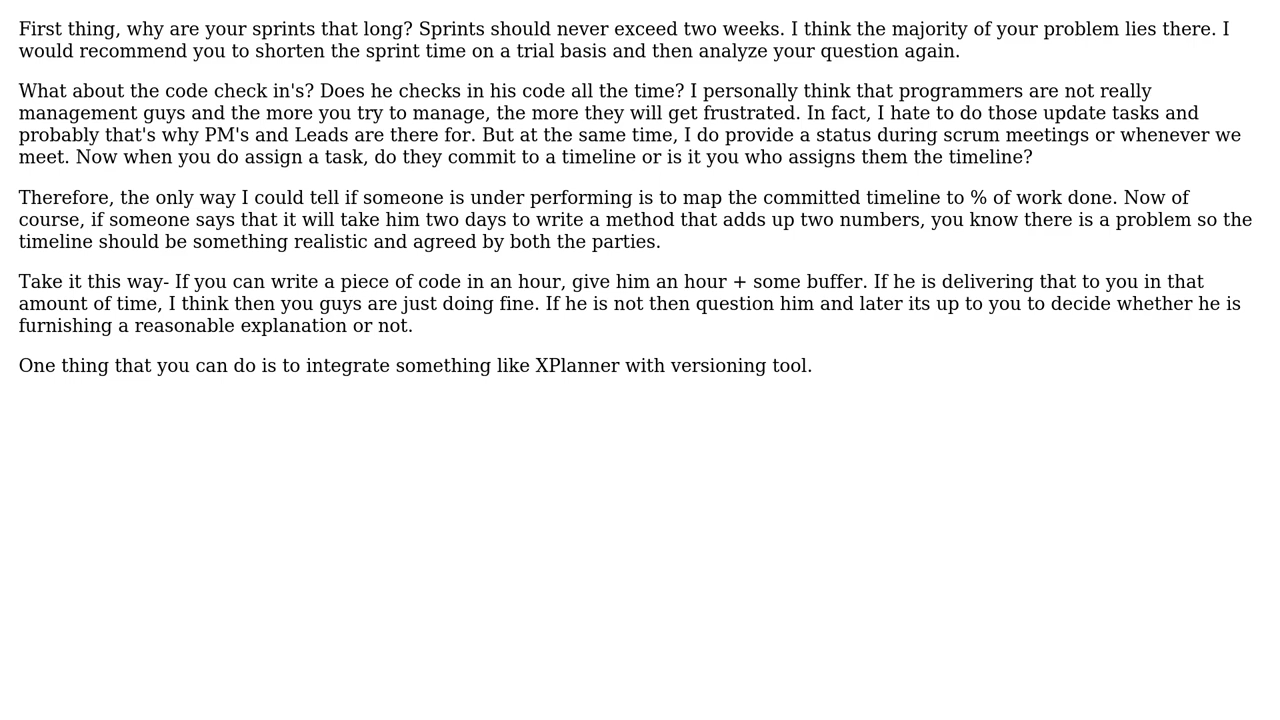 First thing, why are your sprints that long? Sprints should never exceed two weeks. I think the majority of your problem lies there. I
would recommend you to shorten the sprint time on a trial basis and then analyze your question again.
What about the code check in's? Does he checks in his code all the time? I personally think that programmers are not really
management guys and the more you try to manage, the more they will get frustrated. In fact, I hate to do those update tasks and
probably that's why PM's and Leads are there for. But at the same time, I do provide a status during scrum meetings or whenever we
meet. Now when you do assign a task, do they commit to a timeline or is it you who assigns them the timeline?
Therefore, the only way I could tell if someone is under performing is to map the committed timeline to % of work done. Now of
course, if someone says that it will take him two days to write a method that adds up two numbers, you know there is a problem so the
timeline should be something realistic and agreed by both the parties.
Take it this way- If you can write a piece of code in an hour, give him an hour + some buffer. If he is delivering that to you in that
amount of time, I think then you guys are just doing fine. If he is not then question him and later its up to you to decide whether he is
furnishing a reasonable explanation or not.
One thing that you can do is to integrate something like XPlanner with versioning tool.